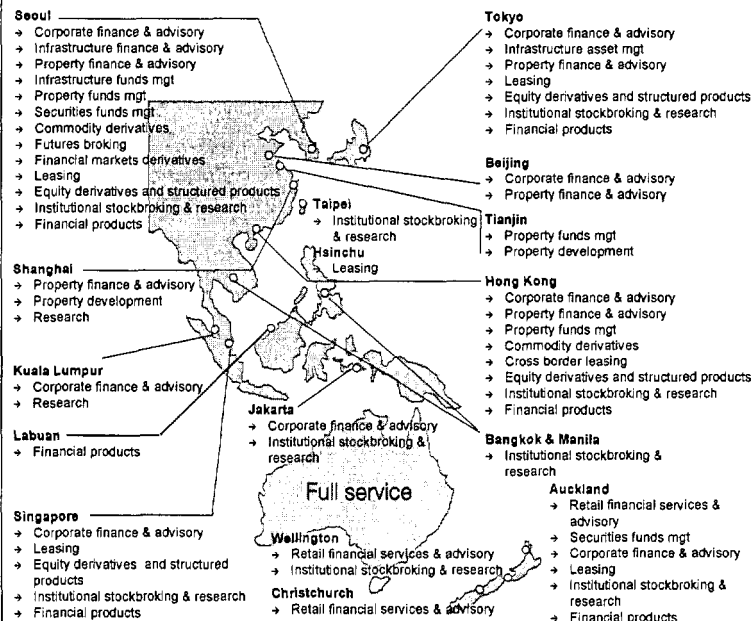 Seoul
→ Corporate finance & advisory
→ Infrastructure finance & advisory
→ Property finance & advisory
→ Infrastructure funds mgt
→ Property funds mgt
→ Securities funds mgt
→ Commodity derivatives
→ Futures broking
→ Financial markets derivatives
→ Leasing
→ Equity derivatives and structured products
→ Institutional stockbroking & research
→ Financial products
Tokyo
→ Corporate finance & advisory
→ Infrastructure asset mgt
→ Property finance & advisory
→ Leasing
→ Equity derivatives and structured products
→ Institutional stockbroking & research
→ Financial products
Beijing
→ Corporate finance & advisory
→ Property finance & advisory
Taipei
→ Institutional stockbroking
& research
Hsinchu
→ Leasing
Tianjin
→ Property funds mgt
→ Property development
Shanghai
→ Property finance & advisory
→ Property development
→ Research
Hong Kong
→ Corporate finance & advisory
→ Property finance & advisory
→ Property funds mgt
→ Commodity derivatives
→ Cross border leasing
→ Equity derivatives and structured products
→ Institutional stockbroking & research
→ Financial products
Kuala Lumpur
→ Corporate finance & advisory
→ Research
Labuan
→ Financial products
Jakarta
→ Corporate finance & advisory
→ Institutional stockbroking &
research
Bangkok & Manila
→ Institutional stockbroking &
research
Full service
Singapore
→ Corporate finance & advisory
→ Leasing
→ Equity derivatives and structured
products
→ Institutional stockbroking & research
→ Financial products
Wellington
→ Retail financial services & advisory
→ Institutional stockbroking & research
Christchurch
→ Retail financial services & advisory
Auckland
→ Retail financial services &
advisory
→ Securities funds mgt
→ Corporate finance & advisory
→ Leasing
→ Institutional stockbroking &
research
→ Financial products